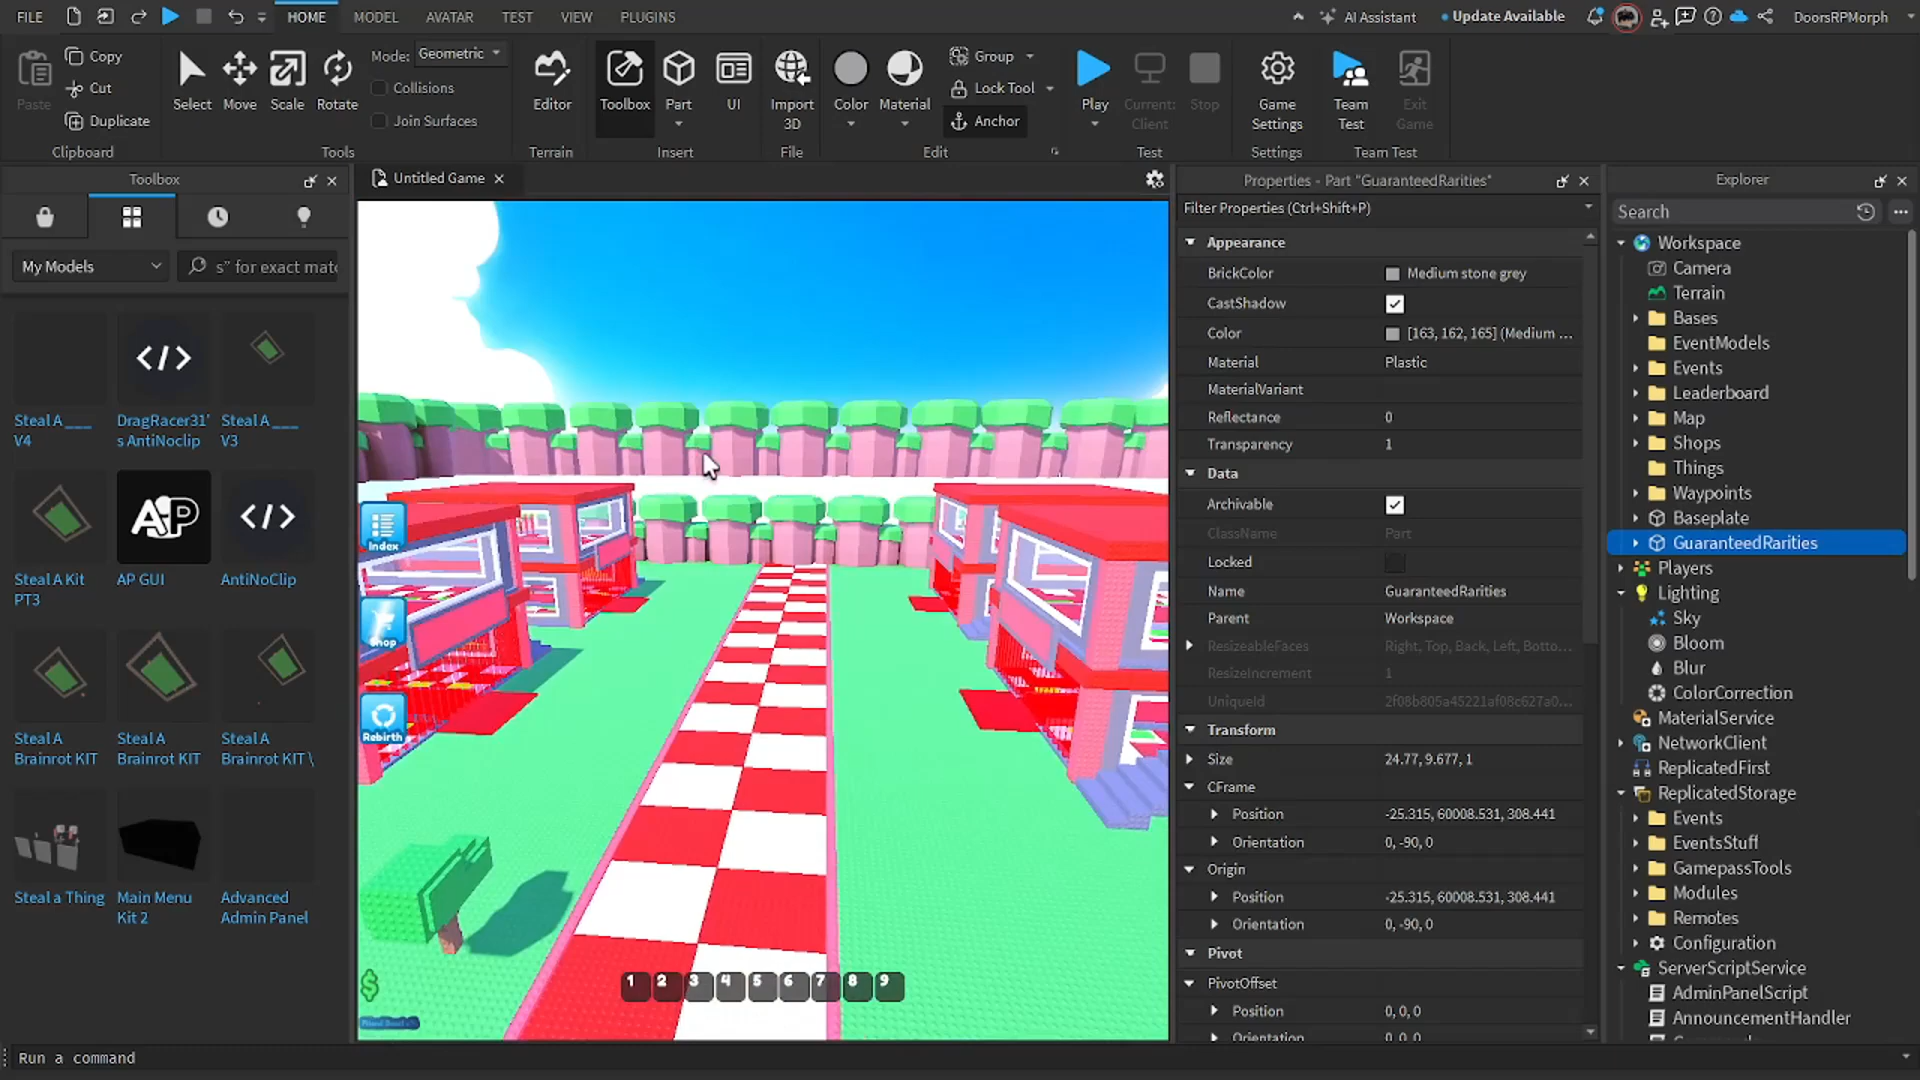 FILE
HOME
MODEL
AVATAR
TEST
VIEW
PLUGINS
AI Assistant
Update Available
DoorsRPMorph
Paste
Copy
Cut
Duplicate
Clipboard
Select
Move
Scale
Rotate
Mode: Geometric
Collisions
Join Surfaces
Tools
Editor
Terrain
Toolbox
Part
UI
Insert
Import
3D
File
Color
Material
Group
Lock Tool
Anchor
Edit
Play
Current:
Client
Stop
Test
Game
Settings
Settings
Team
Test
Exit
Game
Team Test
Toolbox
My Models
s" for exact matc
Steal A___
V4
DragRacer31'
s AntiNoclip
Steal A___
V3
Steal A Kit
PT3
AP
AP GUI
AntiNoClip
Steal A
Brainrot KIT
Steal A
Brainrot KIT
Steal A
Brainrot KIT \
Steal a Thing
Main Menu
Kit 2
Advanced
Admin Panel
Untitled Game
Index
Shop
Rebirth
$
1 2 3 4 5 6 7 8 9
Properties - Part "GuaranteedRarities"
Filter Properties (Ctrl+Shift+P)
Appearance
BrickColor Medium stone grey
CastShadow
Color [163, 162, 165] (Medium ...
Material Plastic
MaterialVariant
Reflectance 0
Transparency 1
Data
Archivable
ClassName Part
Locked
Name GuaranteedRarities
Parent Workspace
ResizeableFaces Right, Top, Back, Left, Botto...
ResizeIncrement 1
UniqueId 2f08b805a45221af08c627a0...
Transform
Size 24.77, 9.677, 1
CFrame
Position -25.315, 60008.531, 308.441
Orientation 0, -90, 0
Origin
Position -25.315, 60008.531, 308.441
Orientation 0, -90, 0
Pivot
PivotOffset
Position 0, 0, 0
Orientation 0, 0, 0
Explorer
Search
Workspace
Camera
Terrain
Bases
EventModels
Events
Leaderboard
Map
Shops
Things
Waypoints
Baseplate
GuaranteedRarities
Players
Lighting
Sky
Bloom
Blur
ColorCorrection
MaterialService
NetworkClient
ReplicatedFirst
ReplicatedStorage
Events
EventsStuff
GamepassTools
Modules
Remotes
Configuration
ServerScriptService
AdminPanelScript
AnnouncementHandler
Run a command